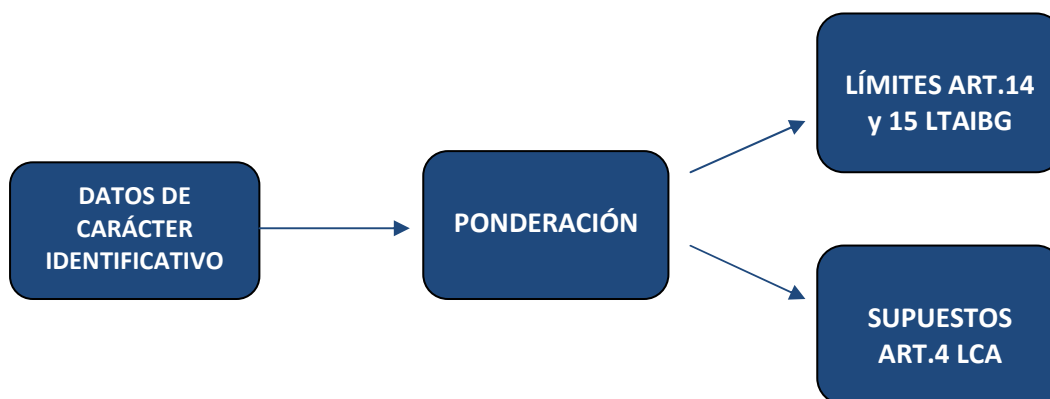 DATOS DE
CARÁCTER
IDENTIFICATIVO
PONDERACIÓN
LÍMITES ART.14
y 15 LTAIBG
SUPUESTOS
ART.4 LCA